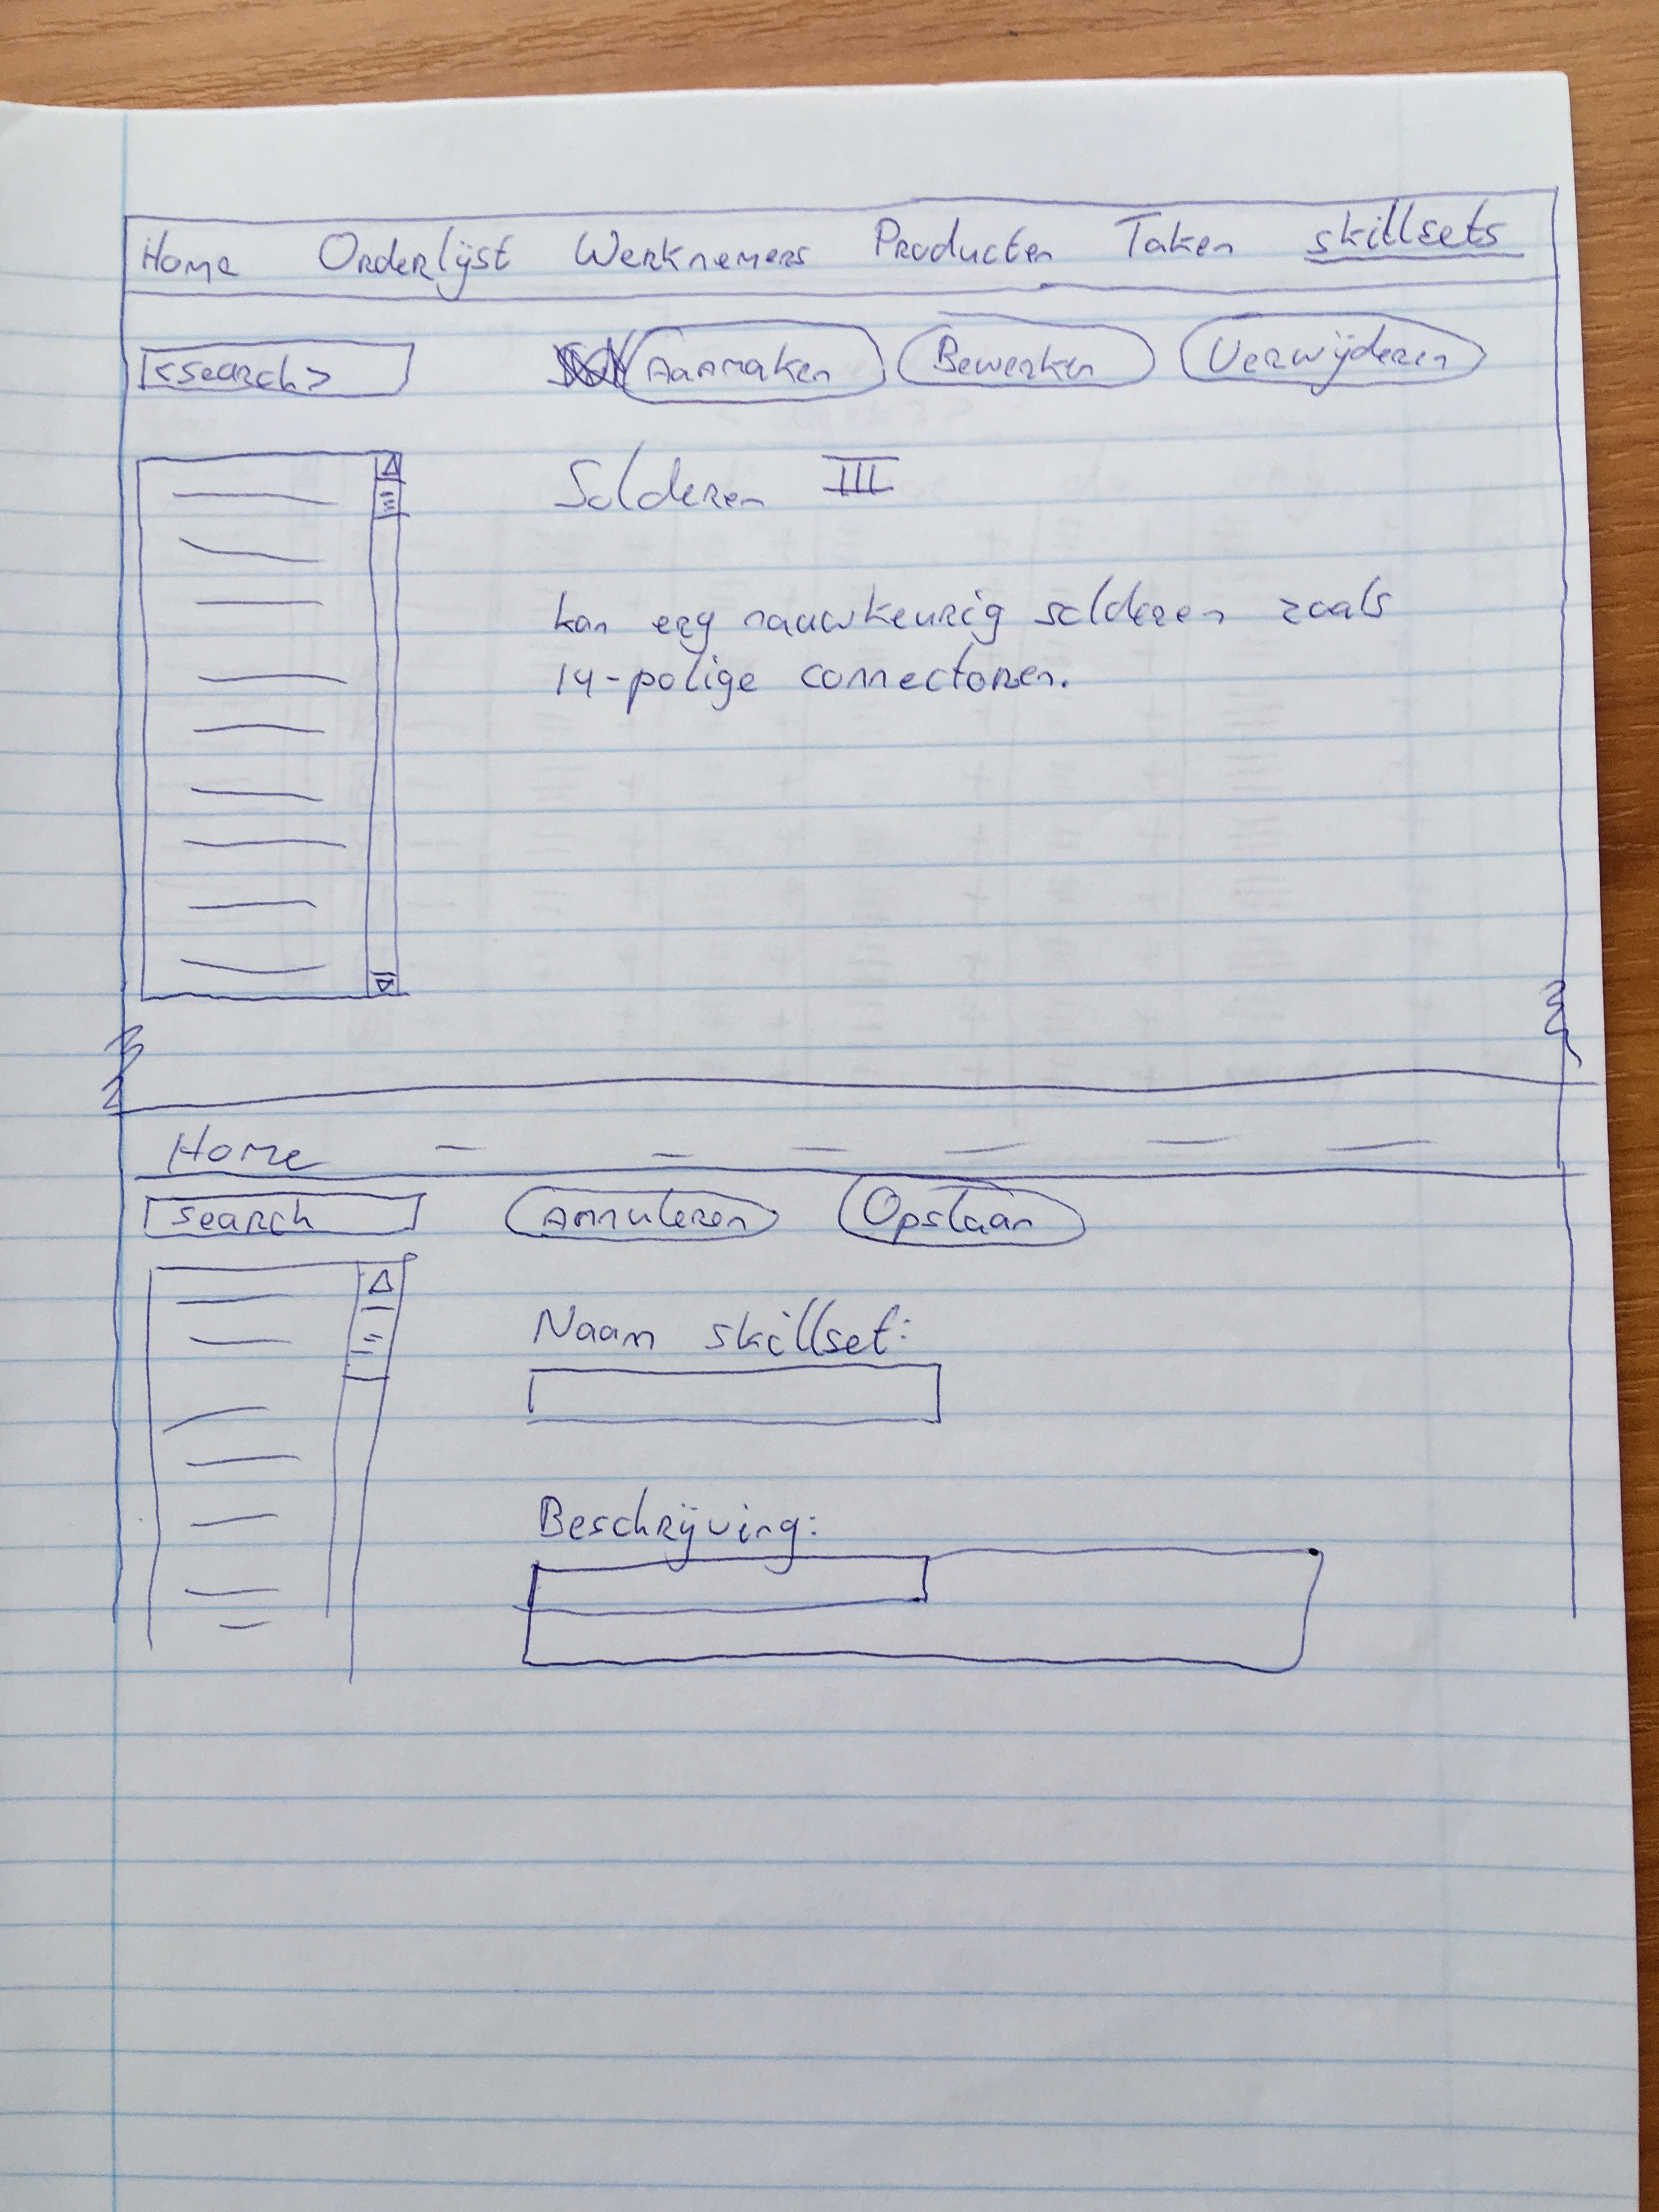 Home Orderlijst Werknemers Producten Taken skillsets
<search> Aanmaken Bewerken Verwijderen
Solderen III
kan erg nauwkeurig solderen zoals
14-polige connectoren.
Home
search Annuleren Opslaan
Naam skillset:
Beschrijving: